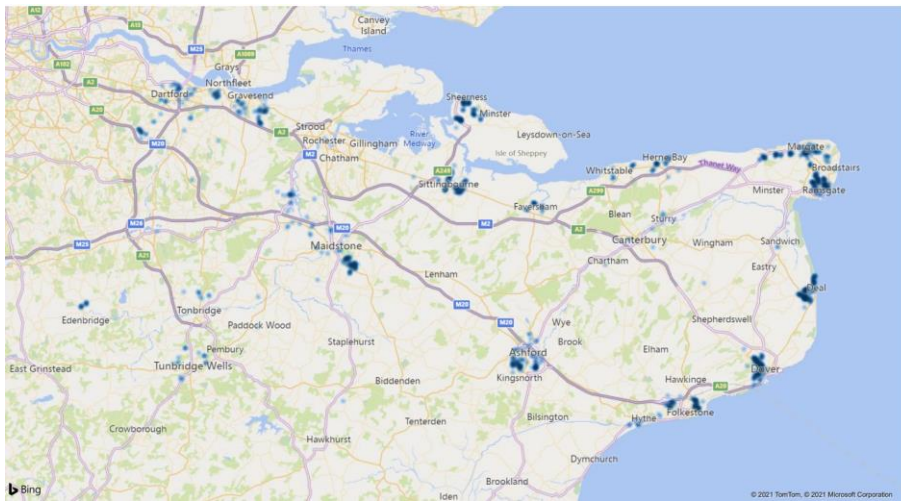 Canvey
Island
A12
A13
M25
A1089
Thames
A102
Grays
A2
Northfleet
Dartford
Gravesend
Sheerness
A20
Minster
Strood
A2
River
Medway
Leysdown-on-Sea
Rochester
M20
Gillingham
Isle of Sheppey
Margate
M2
Chatham
Herne Bay
Whitstable
Thanet Way
Broadstairs
A249
Sittingbourne
A299
Minster
Ramsgate
Faversham
Blean
Sturry
M26
M20
M2
A2
Canterbury
Wingham
Sandwich
M25
Maidstone
A21
Chartham
Eastry
Lenham
Deal
M20
Edenbridge
Tonbridge
Paddock Wood
M20
Wye
Shepherdswell
Staplehurst
Brook
Pembury
Ashford
Elham
East Grinstead
Tunbridge Wells
Dover
Kingsnorth
Hawkinge
A20
Biddenden
Folkestone
Tenterden
Bilsington
Hythe
Crowborough
Hawkhurst
Dymchurch
Brookland
Iden
Bing
© 2021 TomTom, © 2021 Microsoft Corporation